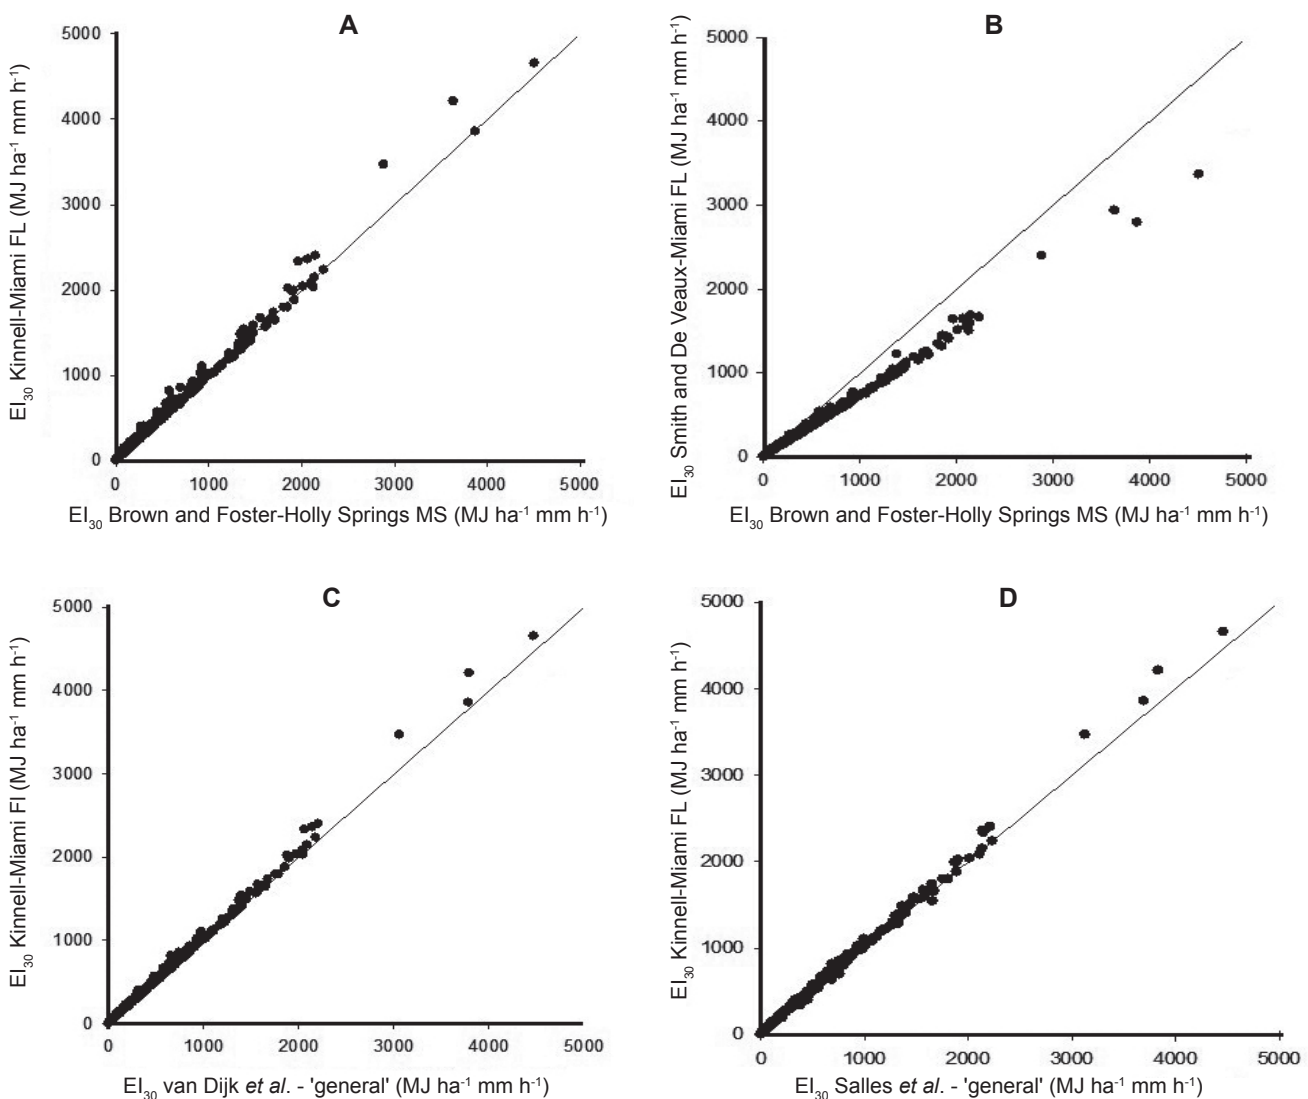 A
EI30 Kinnell-Miami FL (MJ ha-1 mm h-1)
5000
4000
3000
2000
1000
0
0 1000 2000 3000 4000 5000
EI30 Brown and Foster-Holly Springs MS (MJ ha-1 mm h-1)
B
EI30 Smith and De Veaux-Miami FL (MJ ha-1 mm h-1)
5000
4000
3000
2000
1000
0
0 1000 2000 3000 4000 5000
EI30 Brown and Foster-Holly Springs MS (MJ ha-1 mm h-1)
C
EI30 Kinnell-Miami Fl (MJ ha-1 mm h-1)
5000
4000
3000
2000
1000
0
0 1000 2000 3000 4000 5000
EI30 van Dijk et al. - 'general' (MJ ha-1 mm h-1)
D
EI30 Kinnell-Miami FL (MJ ha-1 mm h-1)
5000
4000
3000
2000
1000
0
0 1000 2000 3000 4000 5000
EI30 Salles et al. - 'general' (MJ ha-1 mm h-1)